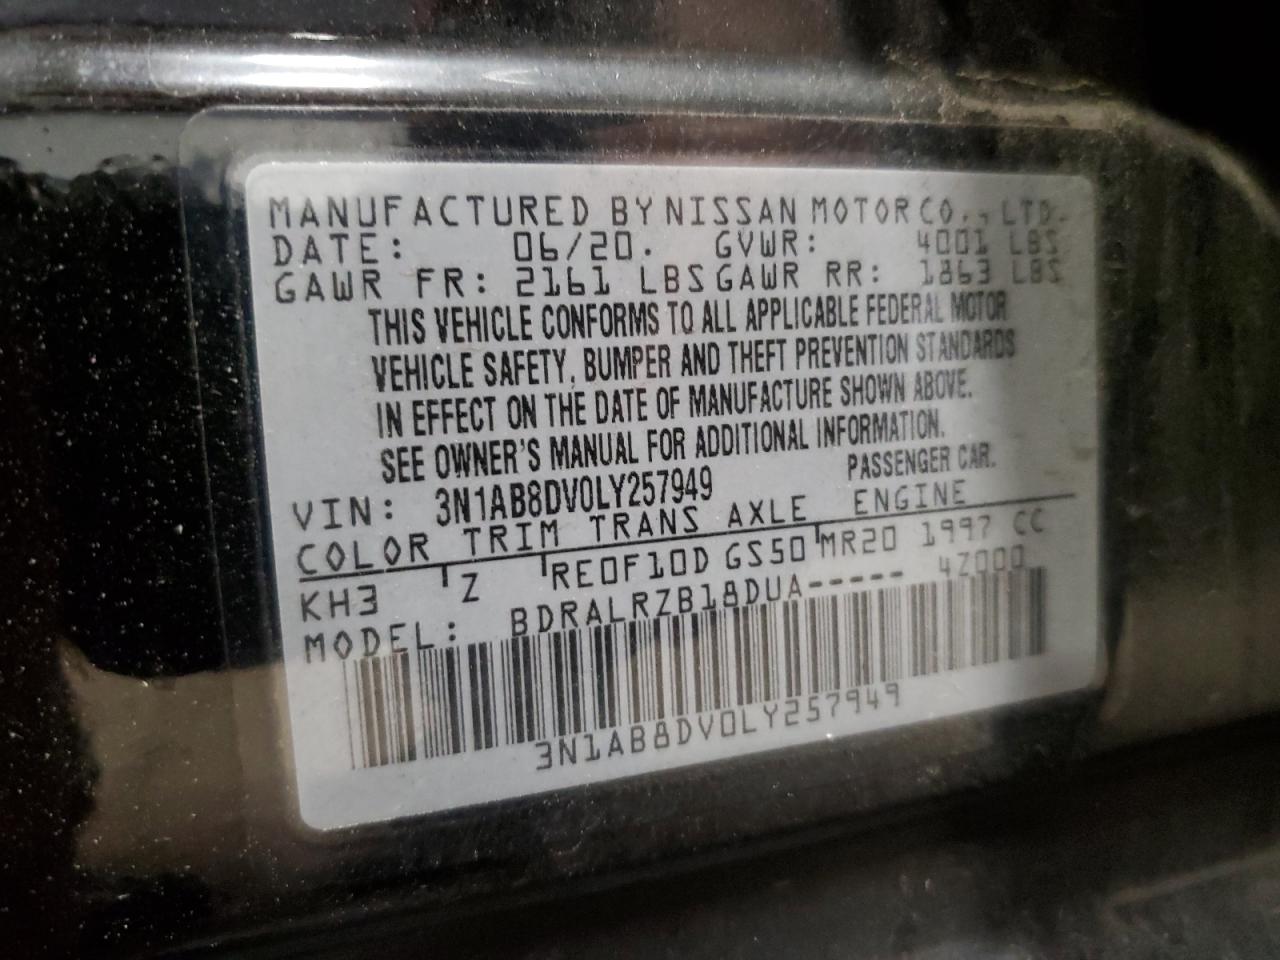 MANUFACTURED BY NISSAN MOTOR CO., LTD.
DATE: 06/20. GVWR: 4001 LBS
GAWR FR: 2161 LBS GAWR RR: 1863 LBS
THIS VEHICLE CONFORMS TO ALL APPLICABLE FEDERAL MOTOR
VEHICLE SAFETY, BUMPER AND THEFT PREVENTION STANDARDS
IN EFFECT ON THE DATE OF MANUFACTURE SHOWN ABOVE.
SEE OWNER'S MANUAL FOR ADDITIONAL INFORMATION.
VIN: 3N1AB8DV0LY257949 PASSENGER CAR.
COLOR TRIM TRANS AXLE ENGINE
KH3 Z RE0F10D GS50 MR20 1997 CC
MODEL: BDRALRZB18DUA----- 4Z000
3N1AB8DV0LY257949